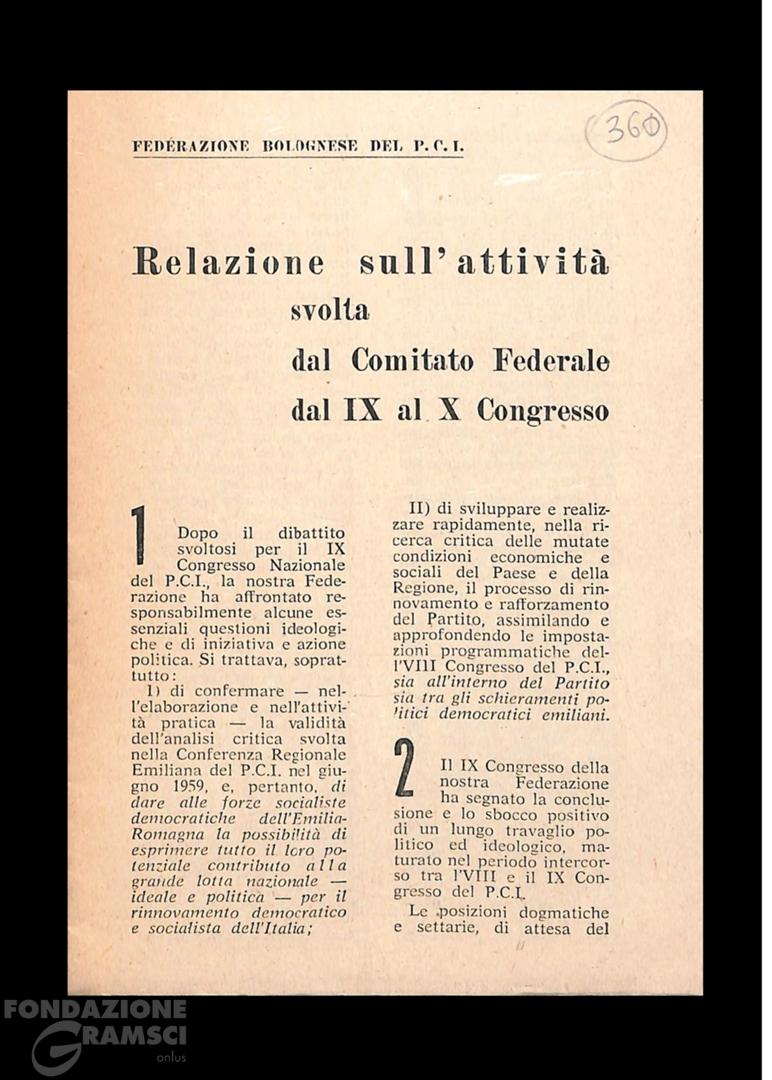 360
FEDERAZIONE BOLOGNESE DEL P. C. I.
Relazione sull'attività
svolta
dal Comitato Federale
dal IX al X Congresso
1 Dopo il dibattito
svoltosi per il IX
Congresso Nazionale
del P.C.I., la nostra Fede-
razione ha affrontato re-
sponsabilmente alcune es-
senziali questioni ideologi-
che e di iniziativa e azione
politica. Si trattava, soprat-
tutto:
I) di confermare — nel-
l'elaborazione e nell'attivi-
tà pratica — la validità
dell'analisi critica svolta
nella Conferenza Regionale
Emiliana del P.C.I. nel giu-
gno 1959, e, pertanto, di
dare alle forze socialiste
democratiche dell'Emilia-
Romagna la possibilità di
esprimere tutto il loro po-
tenziale contributo alla
grande lotta nazionale —
ideale e politica — per il
rinnovamento democratico
e socialista dell'Italia;
II) di sviluppare e realiz-
zare rapidamente, nella ri-
cerca critica delle mutate
condizioni economiche e
sociali del Paese e della
Regione, il processo di rin-
novamento e rafforzamento
del Partito, assimilando e
approfondendo le imposta-
zioni programmatiche del-
l'VIII Congresso del P.C.I.,
sia all'interno del Partito
sia tra gli schieramenti po-
litici democratici emiliani.
2 Il IX Congresso della
nostra Federazione
ha segnato la conclu-
sione e lo sbocco positivo
di un lungo travaglio po-
litico ed ideologico, ma-
turato nel periodo intercor-
so tra l'VIII e il IX Con-
gresso del P.C.I.
Le posizioni dogmatiche
e settarie, di attesa del
FONDAZIONE
GRAMSCI
onlus